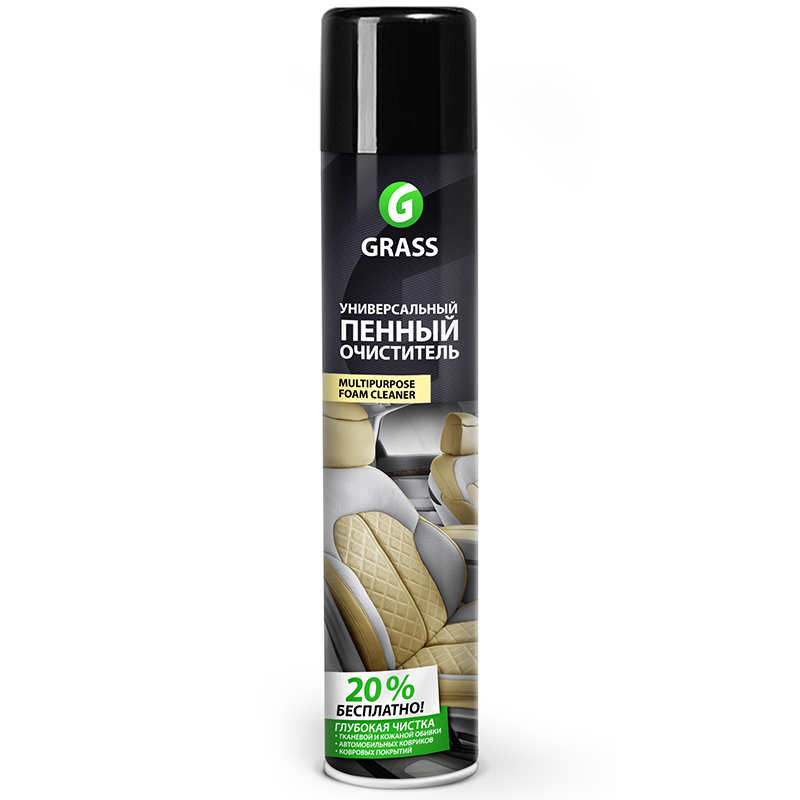 G
GRASS
УНИВЕРСАЛЬНЫЙ
ПЕННЫЙ
ОЧИСТИТЕЛЬ
MULTIPURPOSE
FOAM CLEANER
20%
БЕСПЛАТНО!
ГЛУБОКАЯ ЧИСТКА
• ТКАНЕВОЙ И КОЖАНОЙ ОБИВКИ
• АВТОМОБИЛЬНЫХ КОВРИКОВ
• КОВРОВЫХ ПОКРЫТИЙ